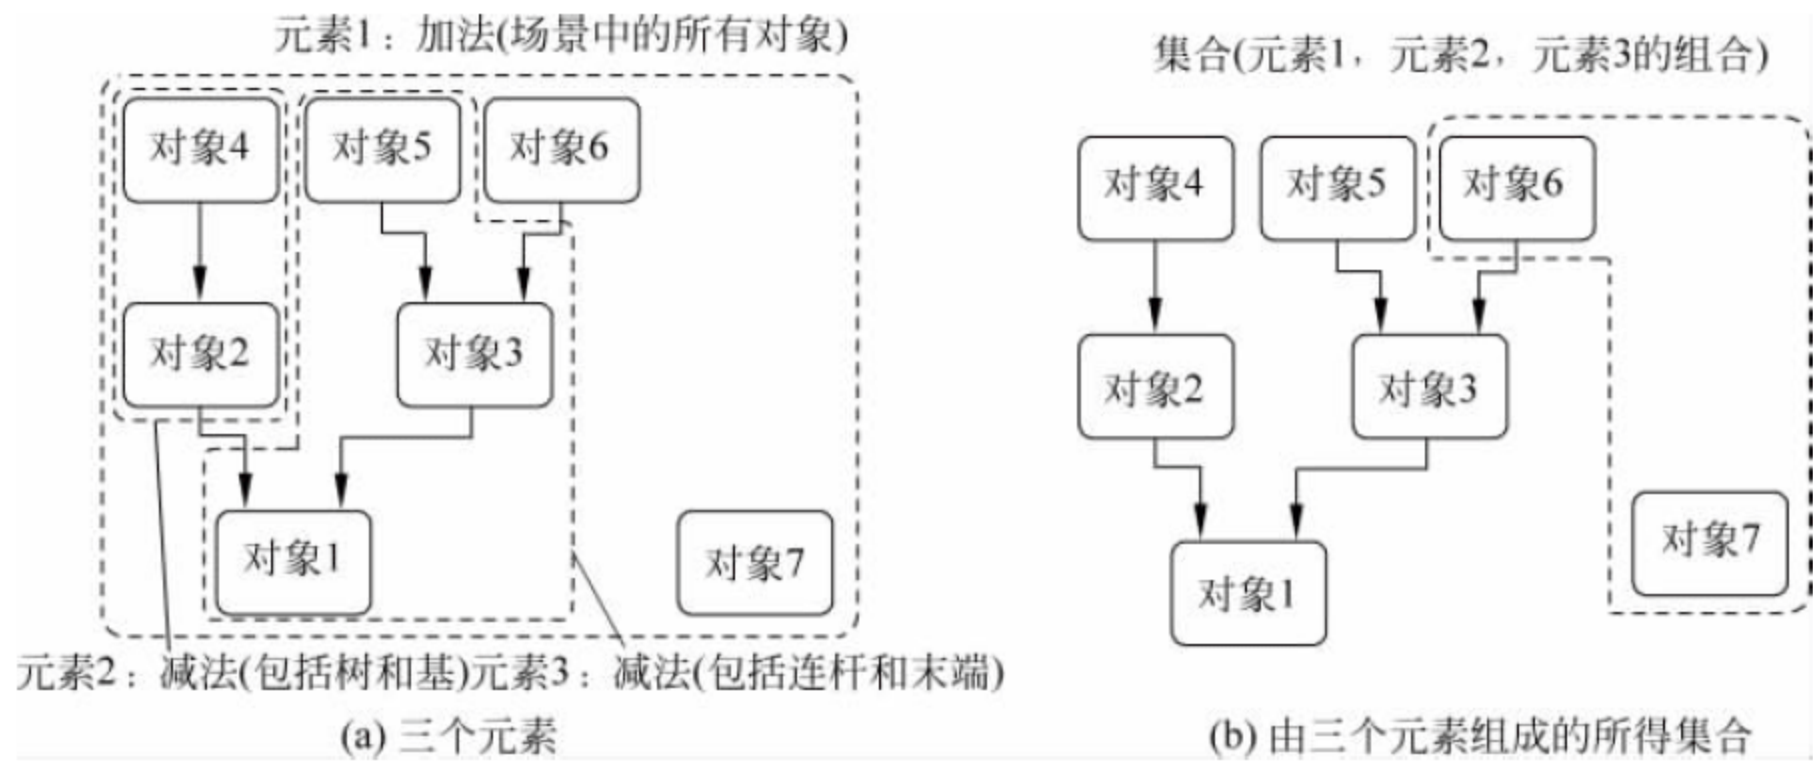 元素1：加法(场景中的所有对象)
对象4
对象5
对象6
对象2
对象3
对象1
对象7
元素2：减法(包括树和基)元素3：减法(包括连杆和末端)
(a) 三个元素
集合(元素1，元素2，元素3的组合)
对象4
对象5
对象6
对象2
对象3
对象7
对象1
(b) 由三个元素组成的所得集合